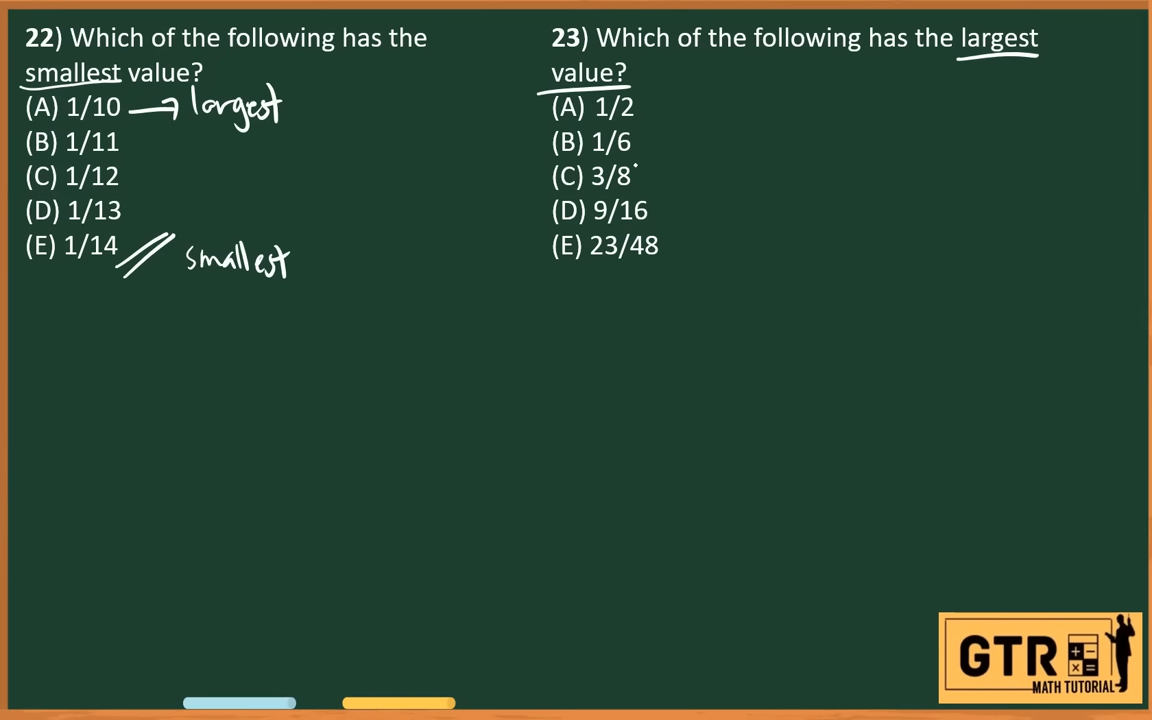 22) Which of the following has the
smallest value?
(A) 1/10 → largest
(B) 1/11
(C) 1/12
(D) 1/13
(E) 1/14 smallest
23) Which of the following has the largest
value?
(A) 1/2
(B) 1/6
(C) 3/8
(D) 9/16
(E) 23/48
GTR
MATH TUTORIAL